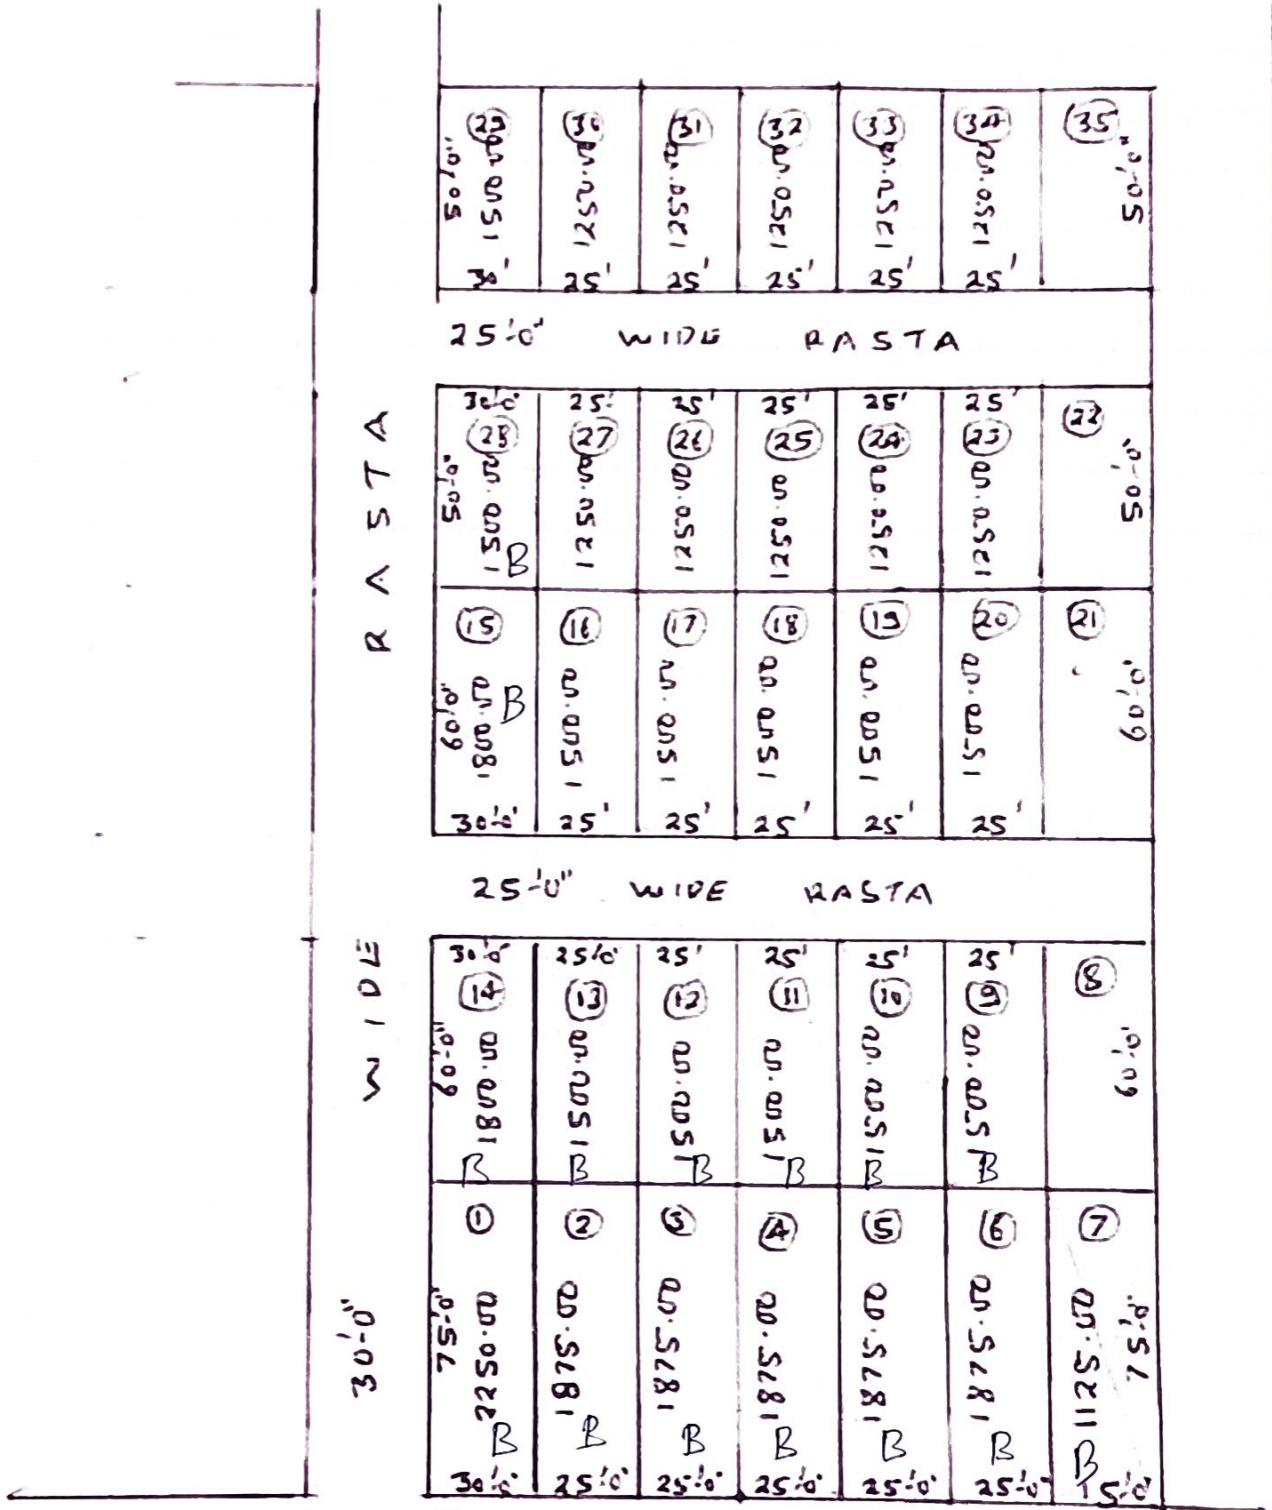 29 30 31 32 33 34 35
50'-0" 1500.00 1250.00 1250.00 1250.00 1250.00 1250.00 50'-0"
30' 25' 25' 25' 25' 25'
25'-0" WIDE RASTA
30'-0" 25' 25' 25' 25' 25'
28 27 26 25 24 23 22
50'-0" 1500.00 1250.00 1250.00 1250.00 1250.00 1250.00 50'-0"
B
15 16 17 18 19 20 21
60'-0" 1800.00 B 1500.00 1500.00 1500.00 1500.00 1500.00 60'-0"
30'-0" 25' 25' 25' 25' 25'
25'-0" WIDE RASTA
30'-0" 25'-0" 25' 25' 25' 25'
14 13 12 11 10 9 8
60'-0" 1800.00 1500.00 1500.00 1500.00 1500.00 1500.00 60'-0"
B B B B B B
1 2 3 4 5 6 7
75'-0" 2250.00 1875.00 1875.00 1875.00 1875.00 1875.00 1125.00 75'-0"
B B B B B B B
30'-0" 25'-0" 25'-0" 25'-0" 25'-0" 25'-0" 15'-0"
30'-0" WIDE RASTA